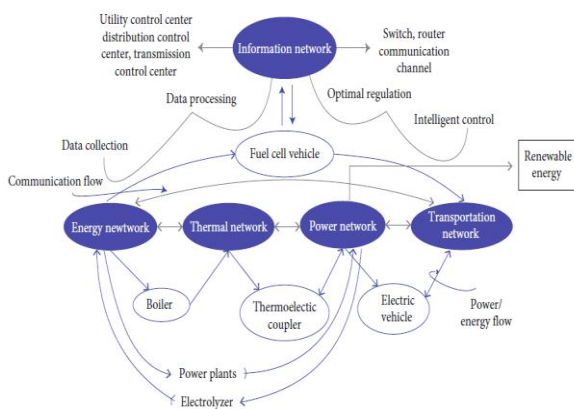 Utility control center
distribution control
center, transmission
control center
Information network
Switch, router
communication
channel
Data processing
Optimal regulation
Data collection
Intelligent control
Fuel cell vehicle
Renewable
energy
Communication flow
Energy newtwork
Thermal network
Power network
Transportation
network
Boiler
Thermoelectic
coupler
Electric
vehicle
Power/
energy flow
Power plants
Electrolyzer